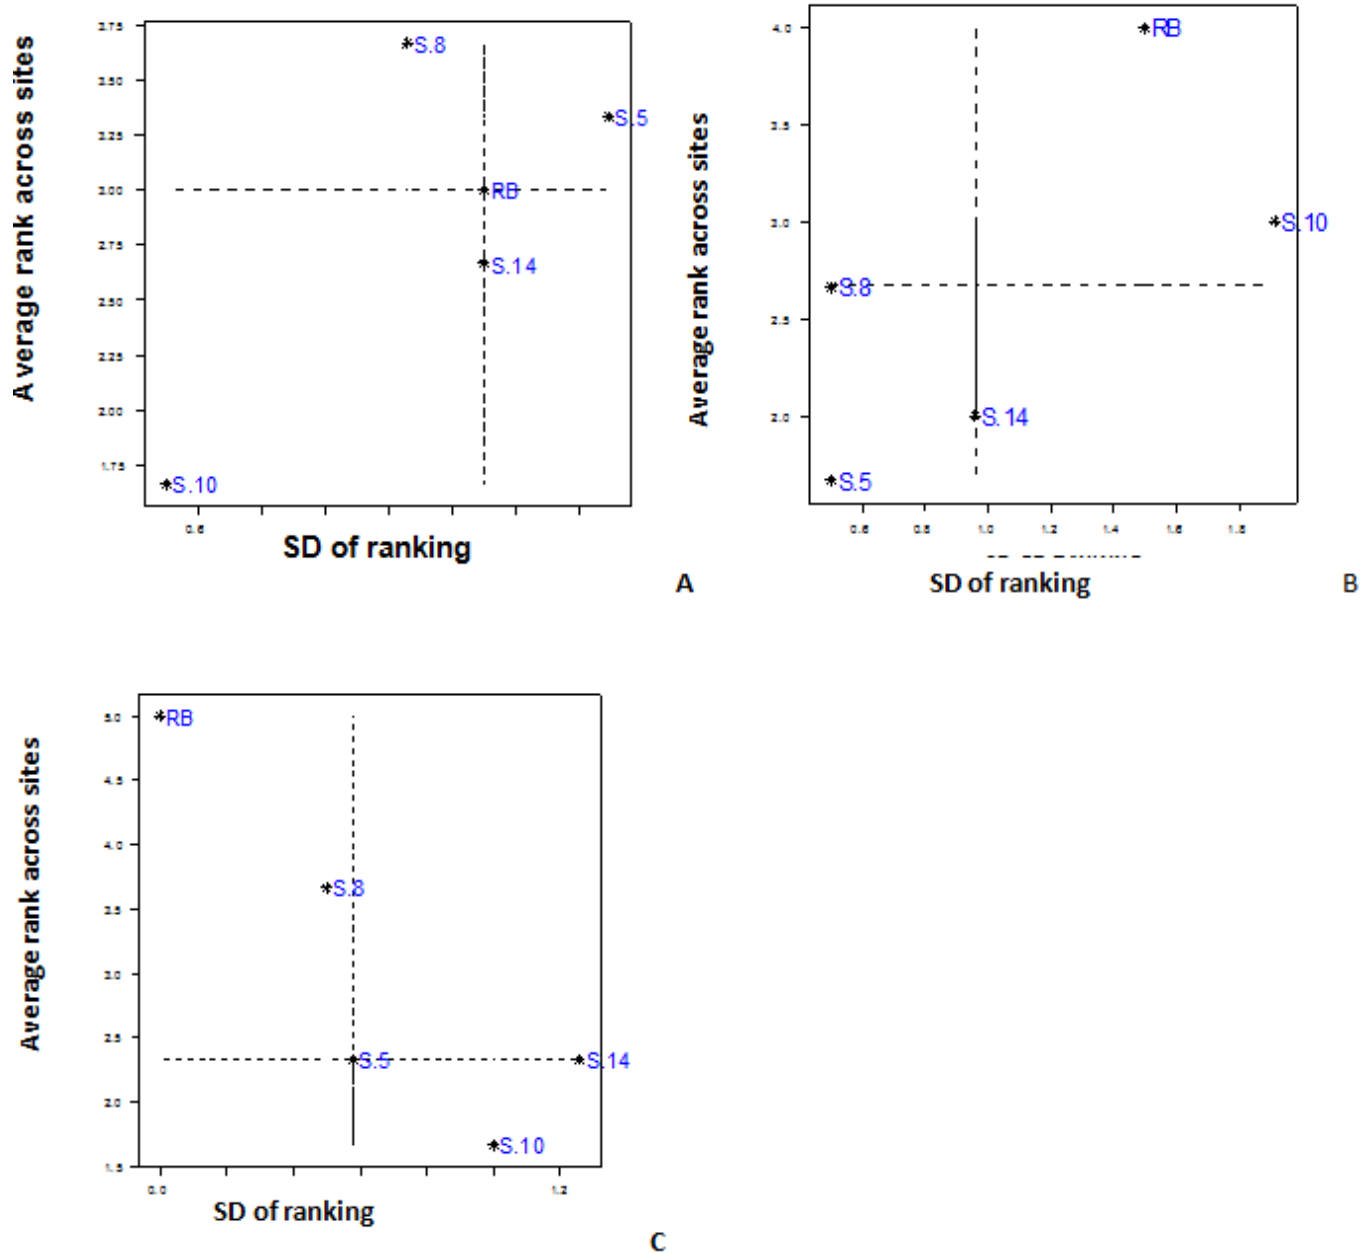 Average rank across sites
3.75
3.50
3.25
3.00
2.75
2.50
2.25
2.00
1.75
S.8
S.5
RB
S.14
S.10
0.6
SD of ranking
A
Average rank across sites
4.0
3.5
3.0
2.5
2.0
RB
S.10
S.8
S.14
S.5
0.6 0.8 1.0 1.2 1.4 1.6 1.8
SD of ranking
B
Average rank across sites
5.0
4.5
4.0
3.5
3.0
2.5
2.0
1.5
RB
S.8
S.5
S.14
S.10
0.0 1.2
SD of ranking
C